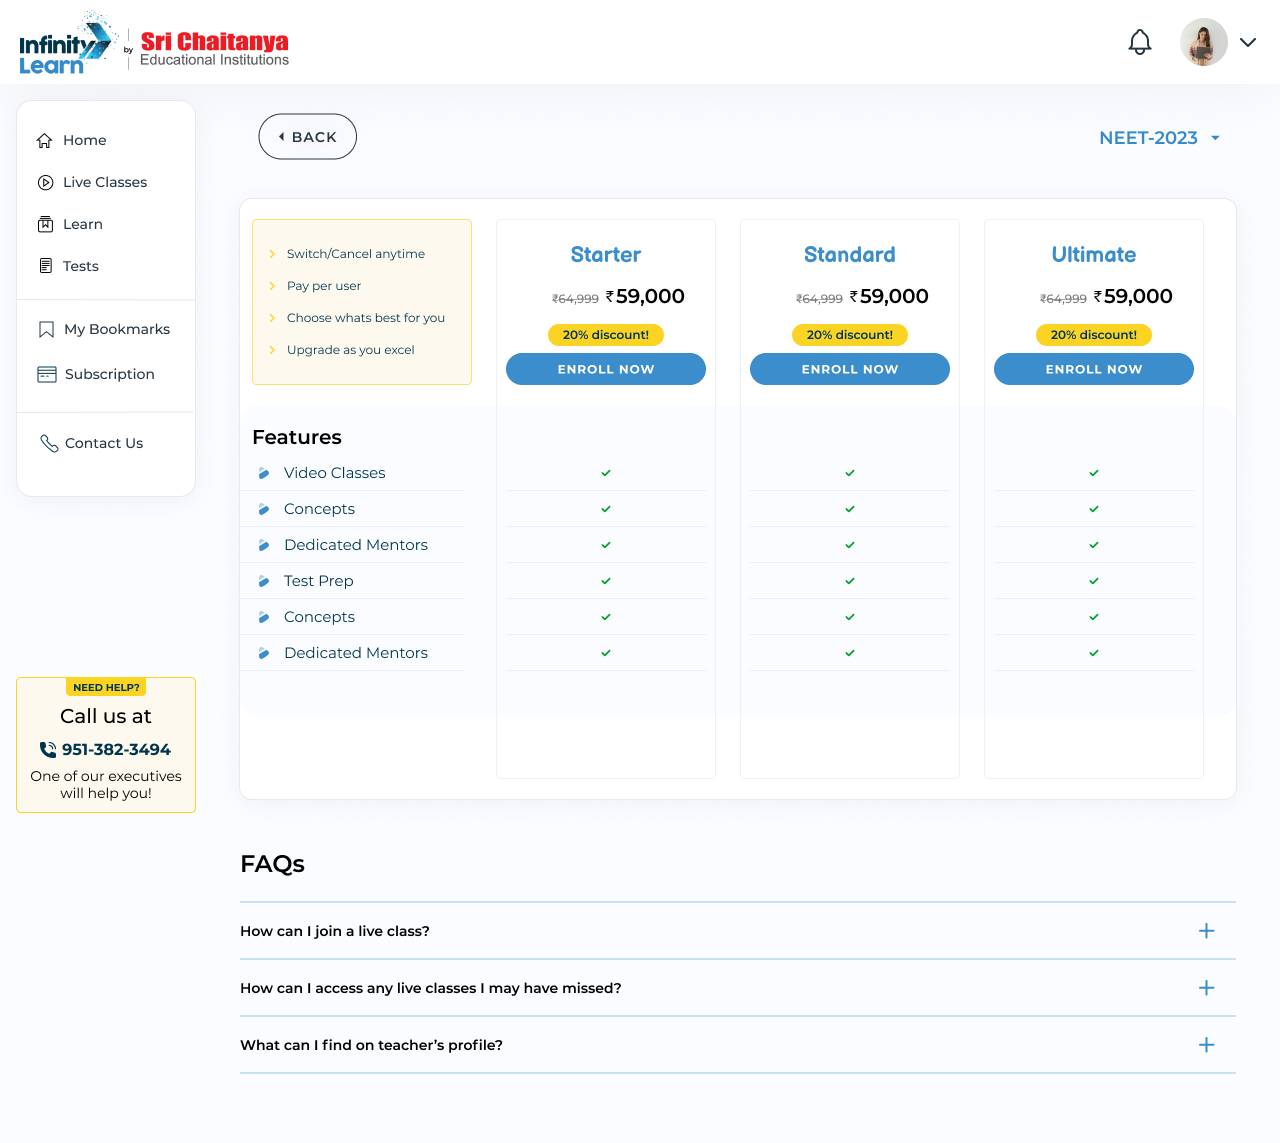 Infinity Learn by Sri Chaitanya Educational Institutions
Home
Live Classes
Learn
Tests
My Bookmarks
Subscription
Contact Us
NEED HELP?
Call us at
951-382-3494
One of our executives
will help you!
BACK
NEET-2023
Switch/Cancel anytime
Pay per user
Choose whats best for you
Upgrade as you excel
Starter
₹64,999 ₹59,000
20% discount!
ENROLL NOW
Standard
₹64,999 ₹59,000
20% discount!
ENROLL NOW
Ultimate
₹64,999 ₹59,000
20% discount!
ENROLL NOW
Features
Video Classes
Concepts
Dedicated Mentors
Test Prep
Concepts
Dedicated Mentors
FAQs
How can I join a live class?
How can I access any live classes I may have missed?
What can I find on teacher’s profile?